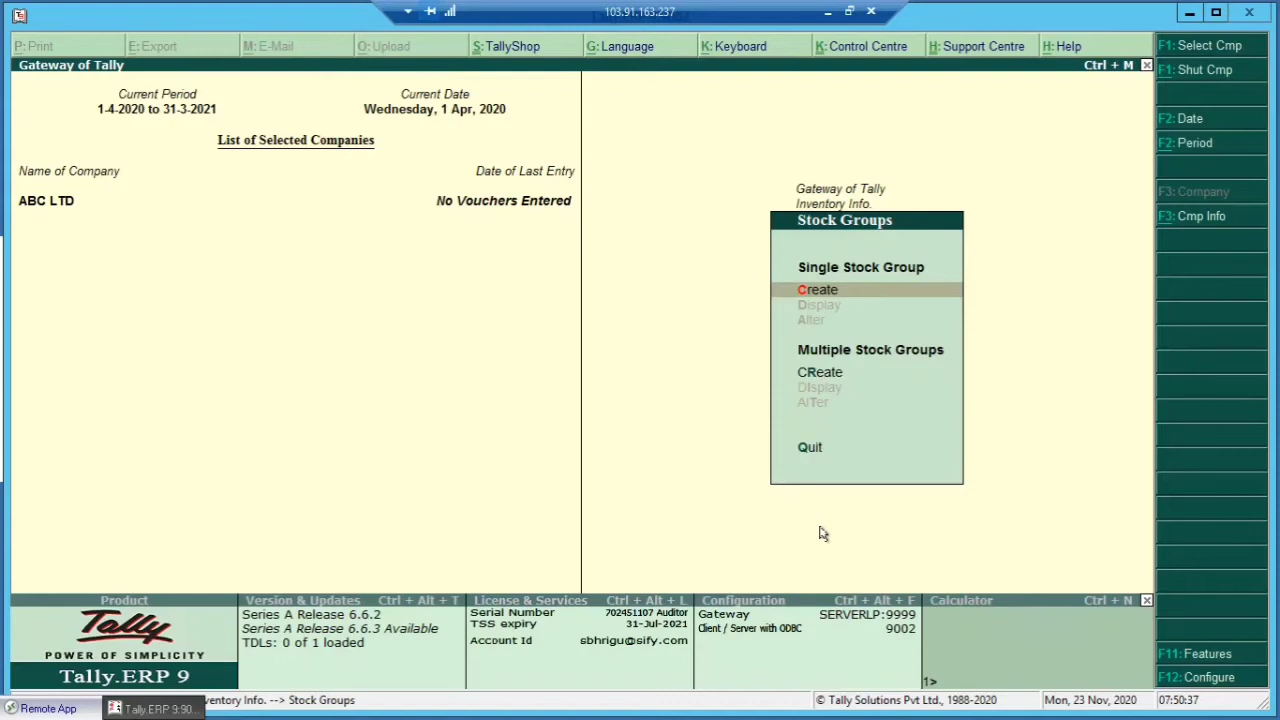 103.91.163.237
P: Print
E: Export
M: E-Mail
O: Upload
S: TallyShop
G: Language
K: Keyboard
K: Control Centre
H: Support Centre
H: Help
Gateway of Tally
Ctrl + M
Current Period
1-4-2020 to 31-3-2021
Current Date
Wednesday, 1 Apr, 2020
List of Selected Companies
Name of Company
Date of Last Entry
ABC LTD
No Vouchers Entered
Gateway of Tally
Inventory Info.
Stock Groups
Single Stock Group
Create
Display
Alter
Multiple Stock Groups
CReate
DIsplay
AlTer
Quit
F1: Select Cmp
F1: Shut Cmp
F2: Date
F2: Period
F3: Company
F3: Cmp Info
F11: Features
F12: Configure
Product
Tally
POWER OF SIMPLICITY
Tally.ERP 9
Version & Updates
Ctrl + Alt + T
Series A Release 6.6.2
Series A Release 6.6.3 Available
TDLs: 0 of 1 loaded
License & Services
Ctrl + Alt + L
Serial Number
702451107 Auditor
TSS expiry
31-Jul-2021
Account Id
sbhrigu@sify.com
Configuration
Ctrl + Alt + F
Gateway
SERVERLP:9999
Client / Server with ODBC
9002
Calculator
Ctrl + N
1>
Remote App
Tally.ERP 9.90...
ventory Info. --> Stock Groups
© Tally Solutions Pvt Ltd., 1988-2020
Mon, 23 Nov, 2020
07:50:37